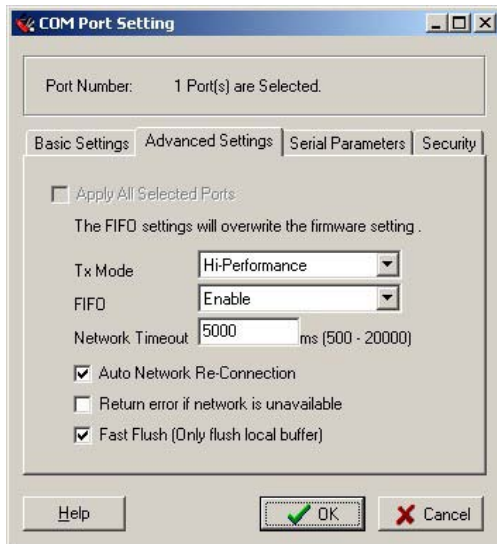 COM Port Setting
Port Number: 1 Port(s) are Selected.
Basic Settings Advanced Settings Serial Parameters Security
Apply All Selected Ports
The FIFO settings will overwrite the firmware setting .
Tx Mode Hi-Performance
FIFO Enable
Network Timeout 5000 ms (500 - 20000)
Auto Network Re-Connection
Return error if network is unavailable
Fast Flush (Only flush local buffer)
Help OK Cancel